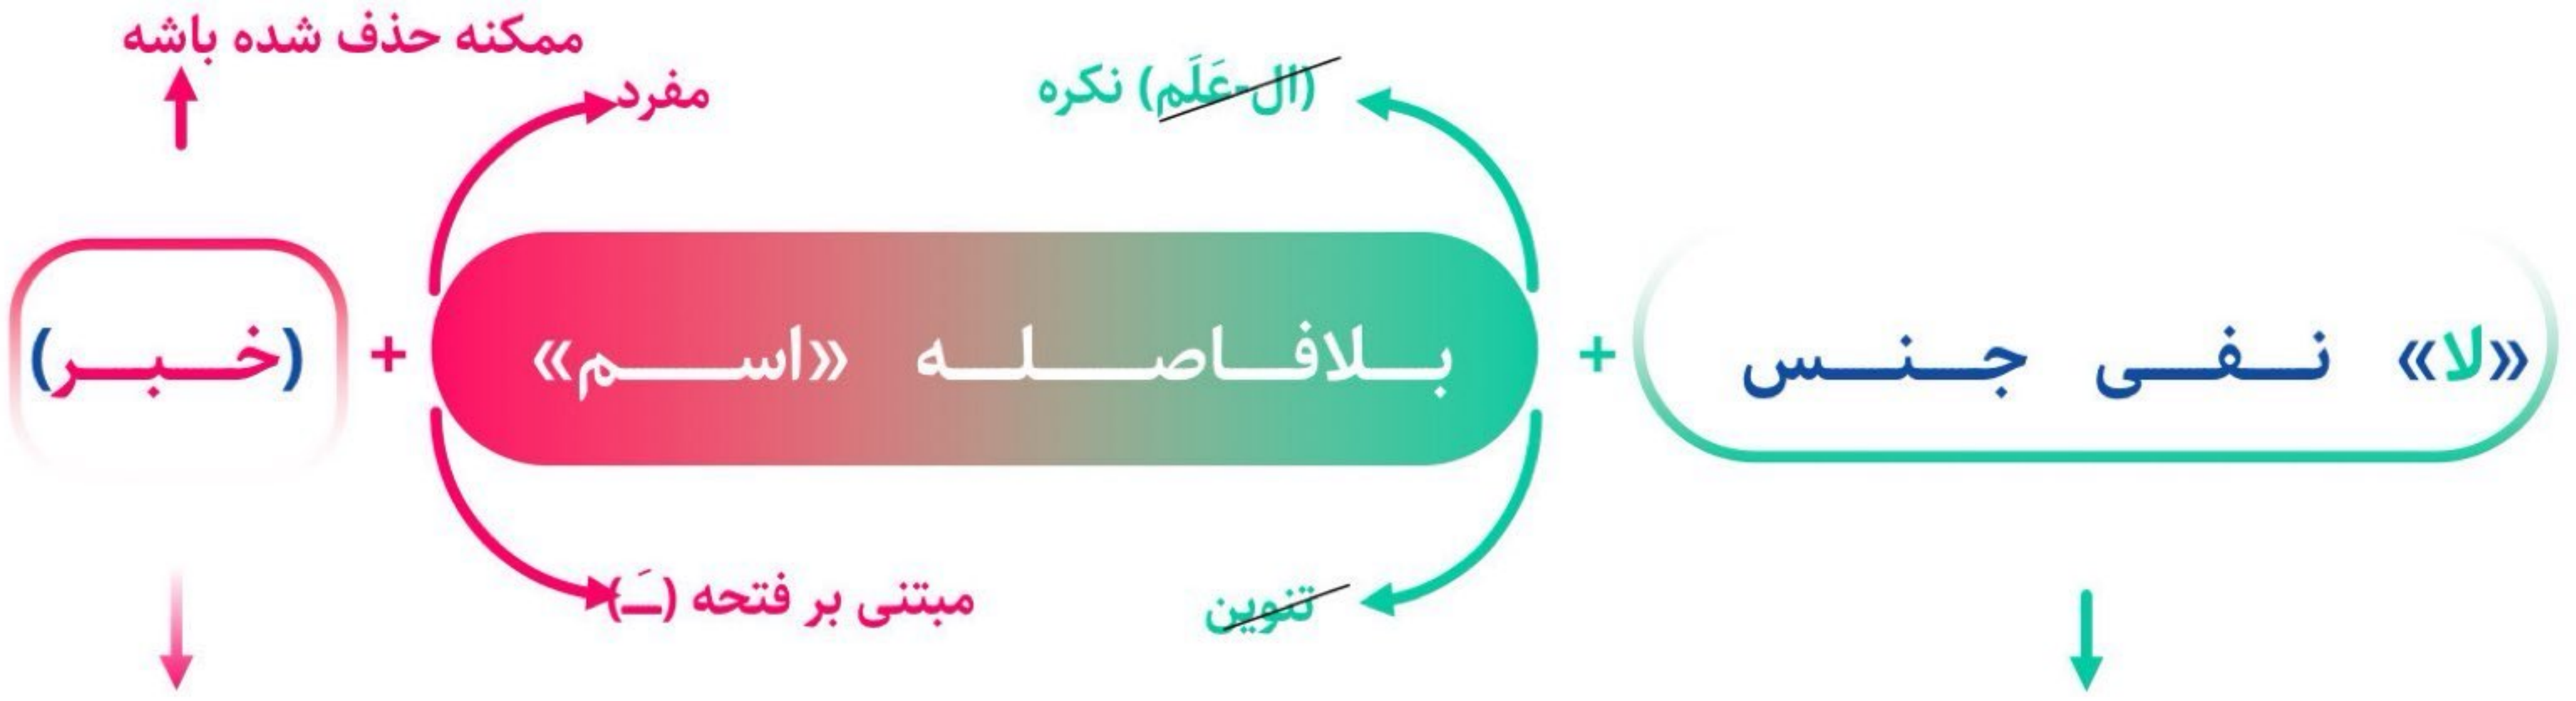 ممکنه حذف شده باشه
(ال-عَلَم) نکره
مفرد
«لا» نفی جنس
+
بلافاصله «اسم»
+
(خبر)
تنوین
مبتنی بر فتحه (ـَـ)